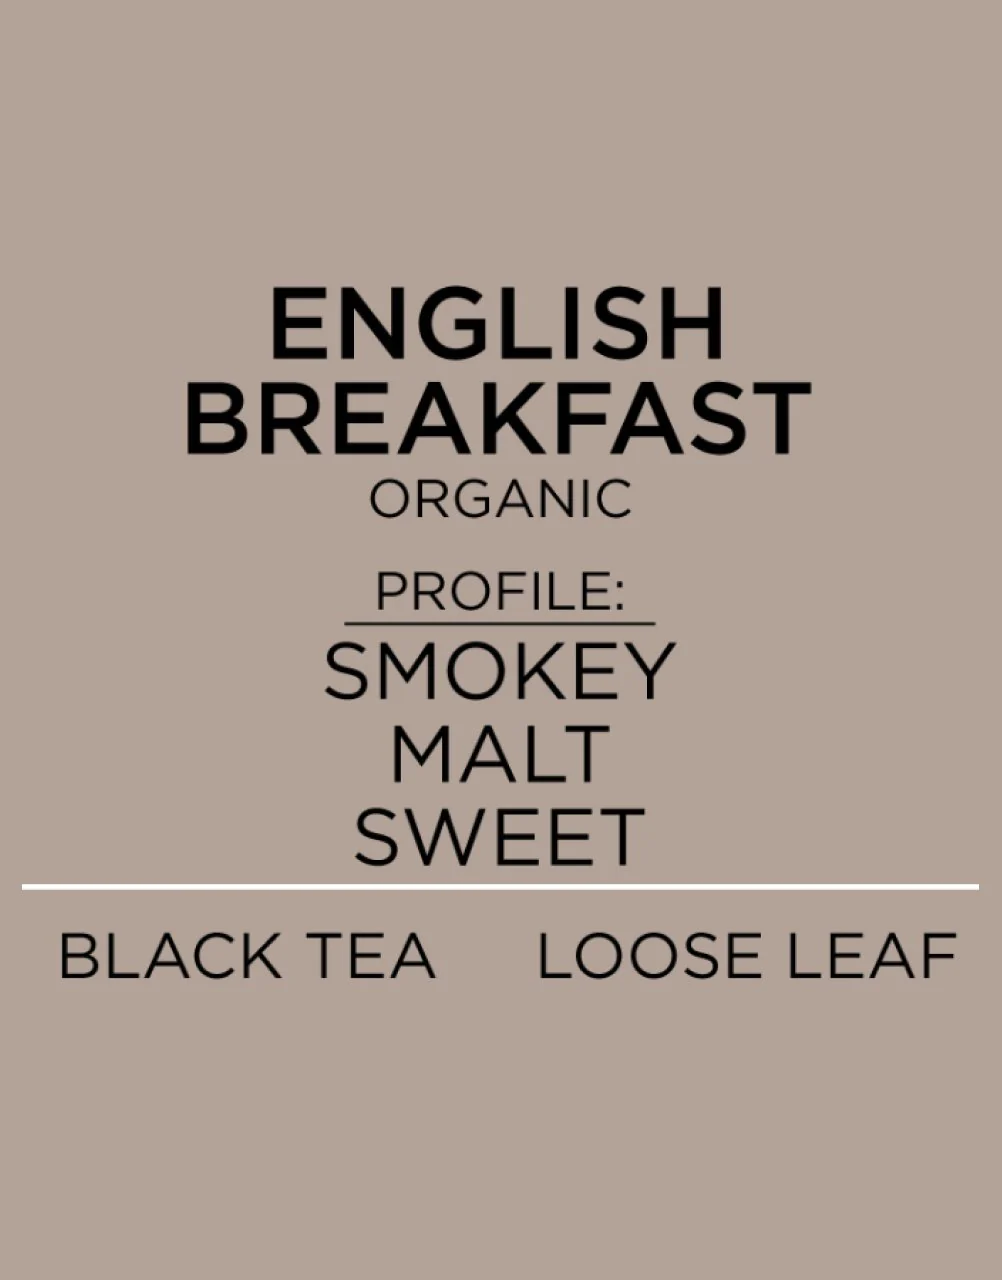 ENGLISH
BREAKFAST
ORGANIC
PROFILE:
SMOKEY
MALT
SWEET
BLACK TEA LOOSE LEAF